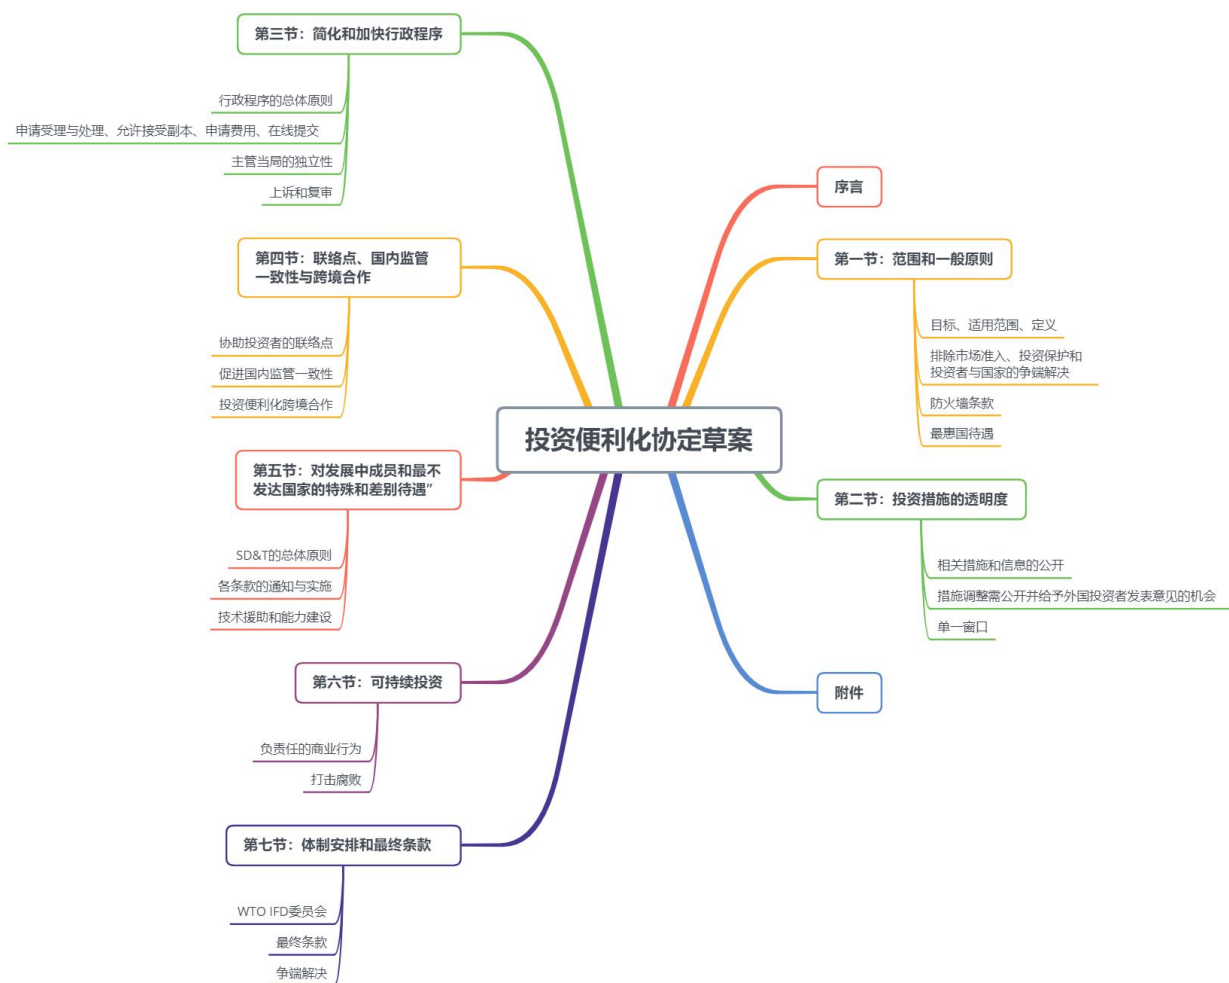 投资便利化协定草案
序言
第一节：范围和一般原则
目标、适用范围、定义
排除市场准入、投资保护和
投资者与国家的争端解决
防火墙条款
最惠国待遇
第二节：投资措施的透明度
相关措施和信息的公开
措施调整需公开并给予外国投资者发表意见的机会
单一窗口
第三节：简化和加快行政程序
行政程序的总体原则
申请受理与处理、允许接受副本、申请费用、在线提交
主管当局的独立性
上诉和复审
第四节：联络点、国内监管
一致性与跨境合作
协助投资者的联络点
促进国内监管一致性
投资便利化跨境合作
第五节：对发展中成员和最不
发达国家的特殊和差别待遇”
SD&T的总体原则
各条款的通知与实施
技术援助和能力建设
第六节：可持续投资
负责任的商业行为
打击腐败
第七节：体制安排和最终条款
WTO IFD委员会
最终条款
争端解决
附件